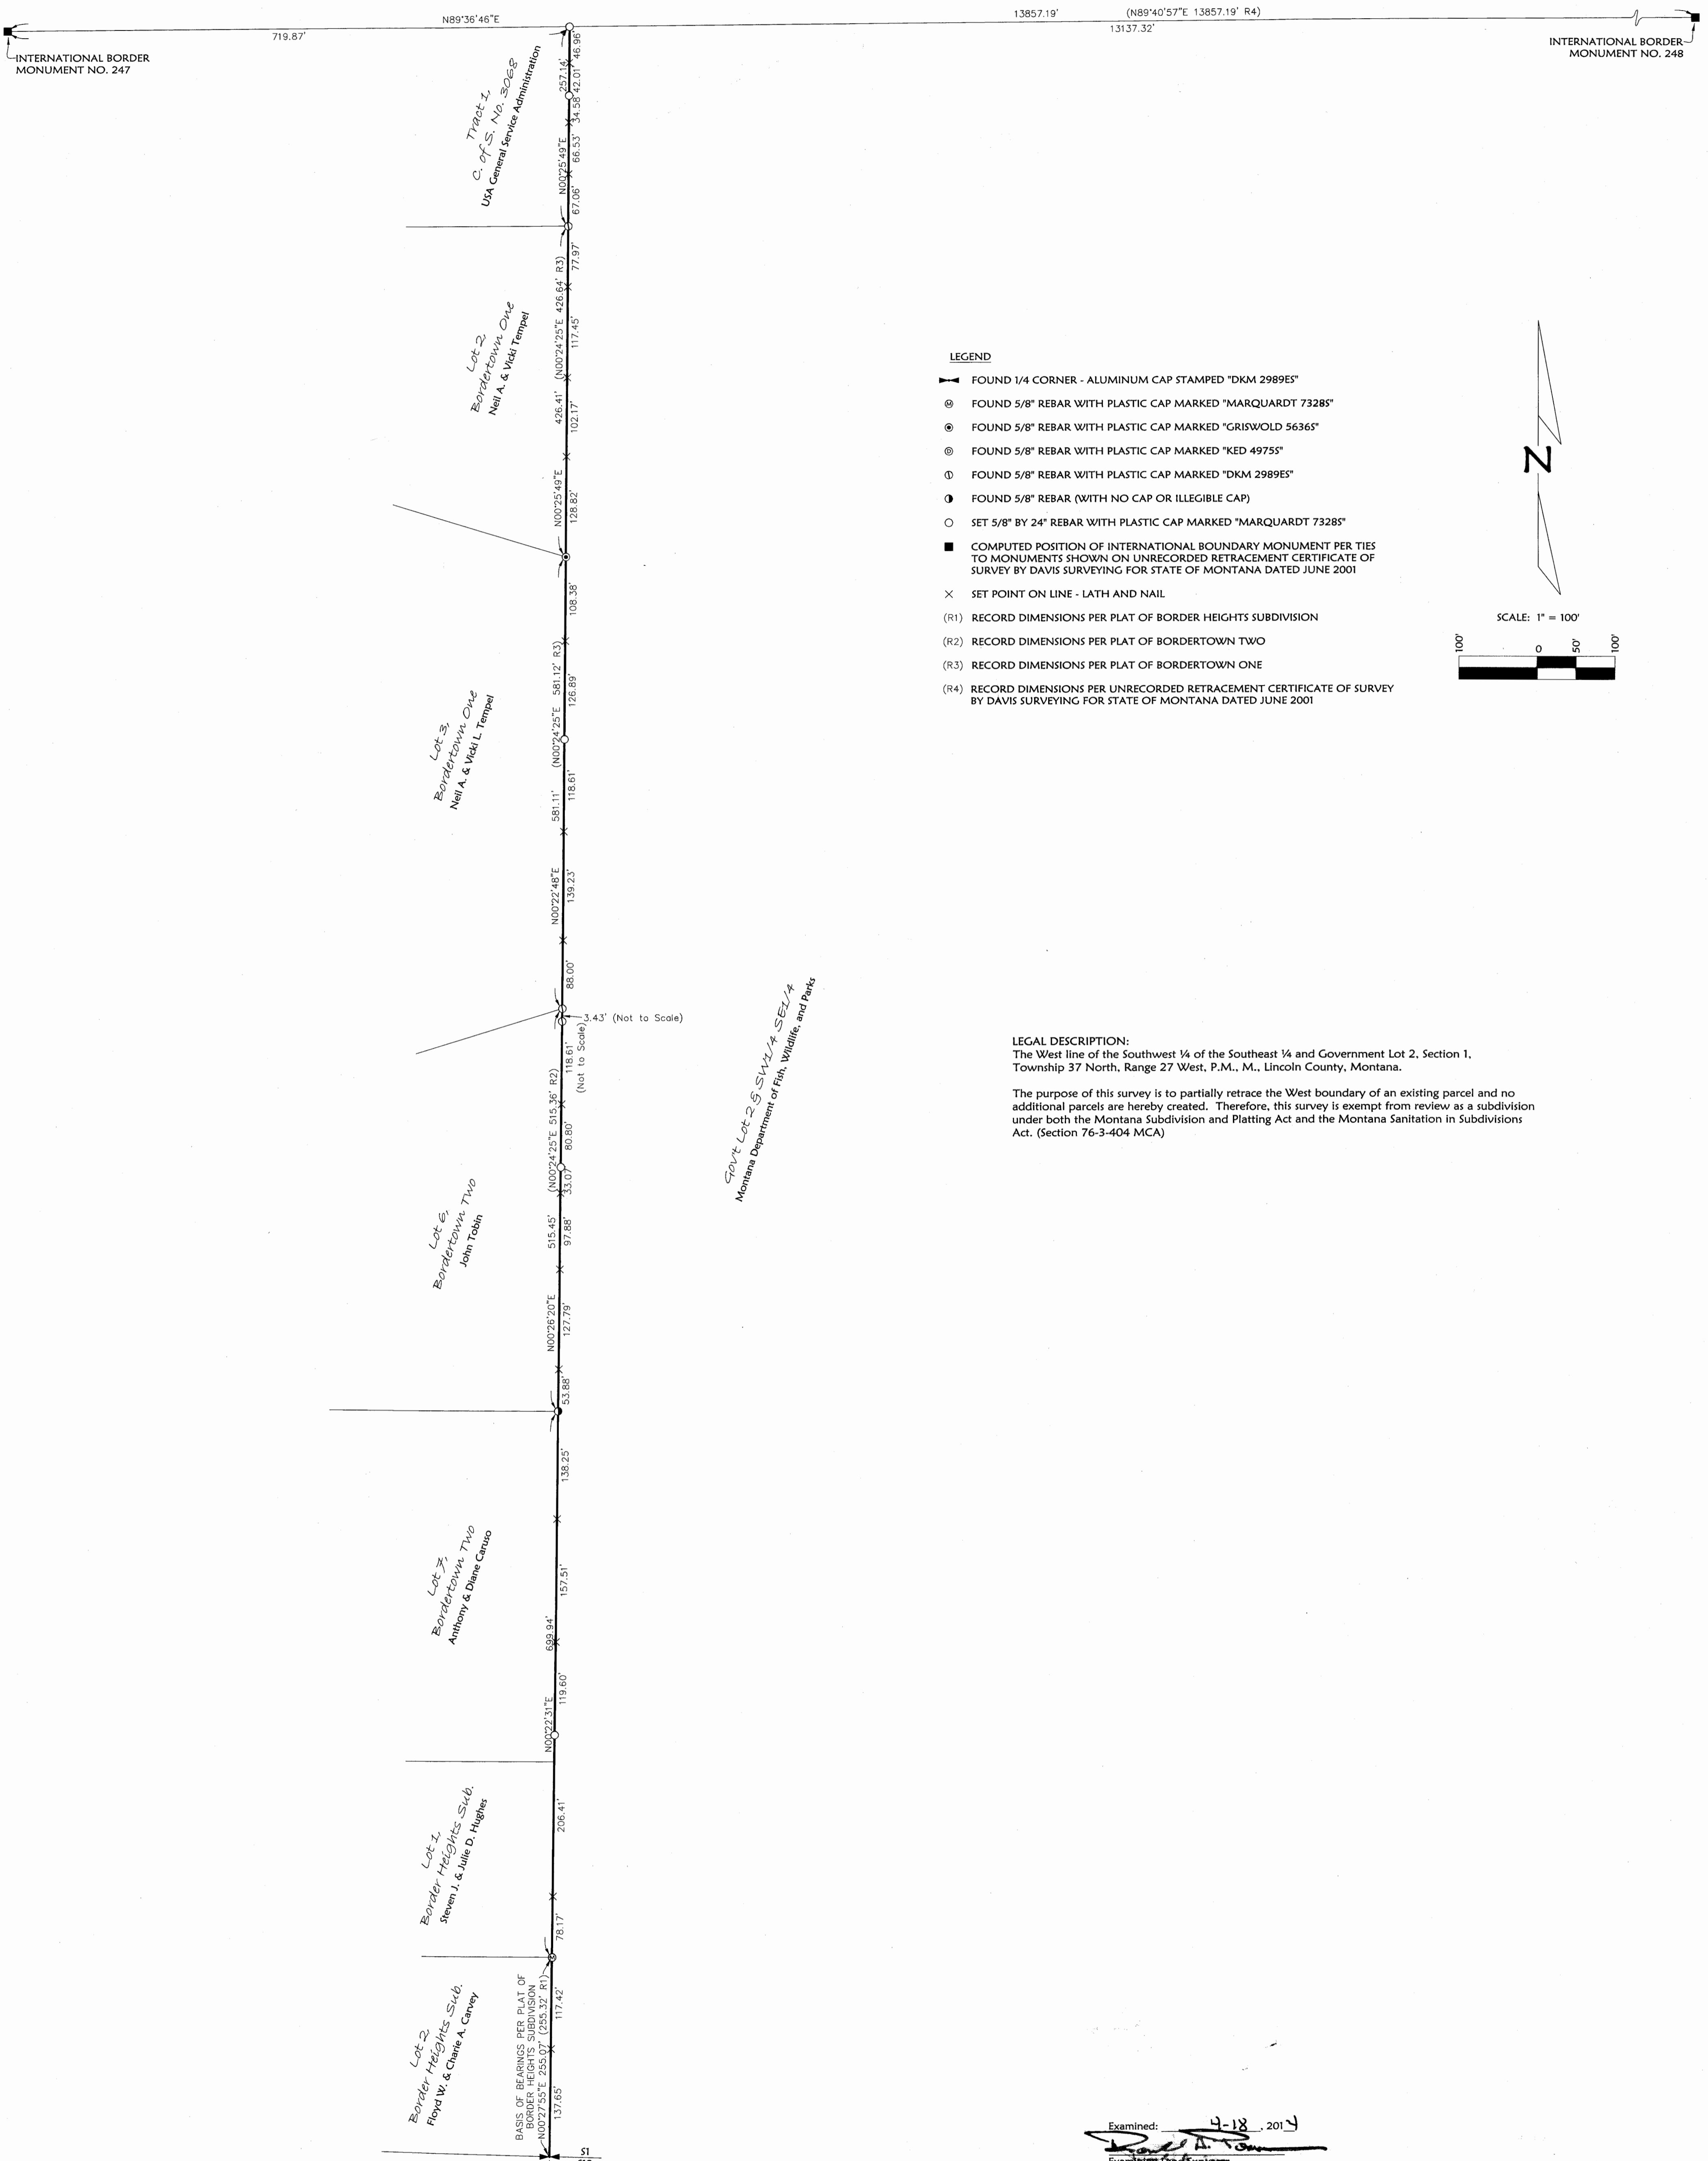 N89°36'46"E
13857.19'
(N89°40'57"E 13857.19' R4)
719.87'
13137.32'
INTERNATIONAL BORDER
MONUMENT NO. 247
INTERNATIONAL BORDER
MONUMENT NO. 248
Tract 1,
C. of S. No. 3068
USA General Service Administration
N00°25'49"E
257.14'
46.96'
42.01'
34.58'
66.53'
67.06'
Lot 2,
Bordertown One
Neil A. & Vicki Tempel
N00°25'49"E
426.41'
(N00°24'25"E 426.64' R3)
77.97'
117.45'
102.17'
128.82'
Lot 3,
Bordertown One
Neil A. & Vicki L. Tempel
N00°22'48"E
581.11'
(N00°24'25"E 581.12' R3)
108.38'
126.89'
118.61'
139.23'
88.00'
3.43' (Not to Scale)
Lot 6,
Bordertown Two
John Tobin
N00°26'20"E
515.45'
(N00°24'25"E 515.36' R2)
118.61'
(Not to Scale)
80.80'
33.07'
97.88'
127.79'
53.88'
Lot 7,
Bordertown Two
Anthony & Diane Caruso
N00°22'31"E
699.94'
138.25'
157.51'
119.60'
206.41'
78.17'
Lot 1,
Border Heights Sub.
Steven J. & Julie D. Hughes
Lot 2,
Border Heights Sub.
Floyd W. & Charie A. Carvey
BASIS OF BEARINGS PER PLAT OF
BORDER HEIGHTS SUBDIVISION
N00°27'55"E 255.07' (255.32' R1)
117.42'
137.65'
S1
Gov't Lot 2 & SW1/4 SE1/4
Montana Department of Fish, Wildlife, and Parks
LEGEND
FOUND 1/4 CORNER - ALUMINUM CAP STAMPED "DKM 2989ES"
FOUND 5/8" REBAR WITH PLASTIC CAP MARKED "MARQUARDT 7328S"
FOUND 5/8" REBAR WITH PLASTIC CAP MARKED "GRISWOLD 5636S"
FOUND 5/8" REBAR WITH PLASTIC CAP MARKED "KED 4975S"
FOUND 5/8" REBAR WITH PLASTIC CAP MARKED "DKM 2989ES"
FOUND 5/8" REBAR (WITH NO CAP OR ILLEGIBLE CAP)
SET 5/8" BY 24" REBAR WITH PLASTIC CAP MARKED "MARQUARDT 7328S"
COMPUTED POSITION OF INTERNATIONAL BOUNDARY MONUMENT PER TIES
TO MONUMENTS SHOWN ON UNRECORDED RETRACEMENT CERTIFICATE OF
SURVEY BY DAVIS SURVEYING FOR STATE OF MONTANA DATED JUNE 2001
SET POINT ON LINE - LATH AND NAIL
(R1) RECORD DIMENSIONS PER PLAT OF BORDER HEIGHTS SUBDIVISION
(R2) RECORD DIMENSIONS PER PLAT OF BORDERTOWN TWO
(R3) RECORD DIMENSIONS PER PLAT OF BORDERTOWN ONE
(R4) RECORD DIMENSIONS PER UNRECORDED RETRACEMENT CERTIFICATE OF SURVEY
BY DAVIS SURVEYING FOR STATE OF MONTANA DATED JUNE 2001
N
SCALE: 1" = 100'
100' 0 50' 100'
LEGAL DESCRIPTION:
The West line of the Southwest ¼ of the Southeast ¼ and Government Lot 2, Section 1,
Township 37 North, Range 27 West, P.M., M., Lincoln County, Montana.
The purpose of this survey is to partially retrace the West boundary of an existing parcel and no
additional parcels are hereby created. Therefore, this survey is exempt from review as a subdivision
under both the Montana Subdivision and Platting Act and the Montana Sanitation in Subdivisions
Act. (Section 76-3-404 MCA)
Examined: 4-18, 2014